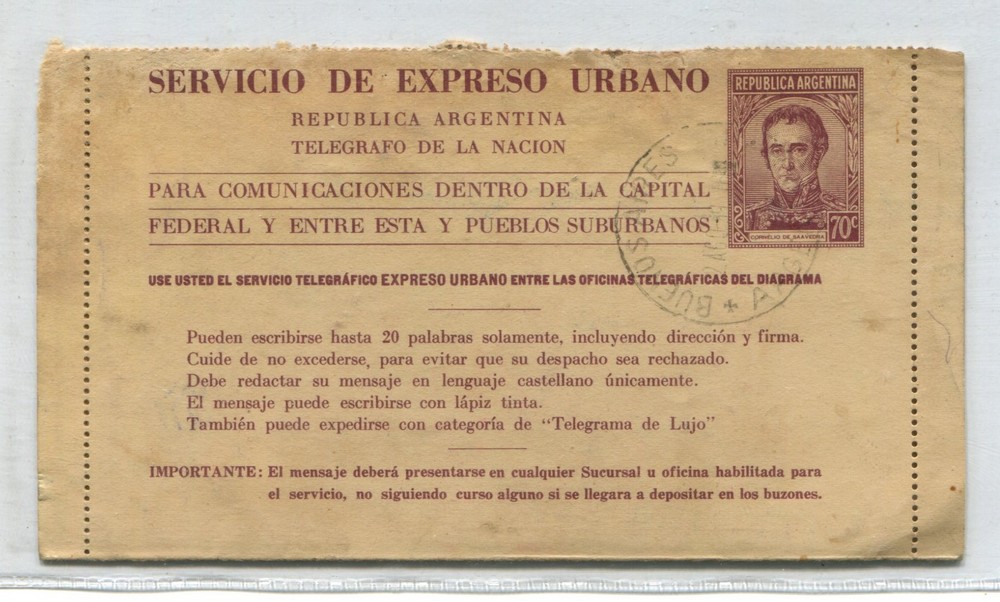 SERVICIO DE EXPRESO URBANO
REPUBLICA ARGENTINA
TELEGRAFO DE LA NACION
PARA COMUNICACIONES DENTRO DE LA CAPITAL
FEDERAL Y ENTRE ESTA Y PUEBLOS SUBURBANOS
REPUBLICA ARGENTINA
CORNELIO DE SAAVEDRA
70c
BUENOS AIRES
USE USTED EL SERVICIO TELEGRÁFICO EXPRESO URBANO ENTRE LAS OFICINAS TELEGRÁFICAS DEL DIAGRAMA
Pueden escribirse hasta 20 palabras solamente, incluyendo dirección y firma.
Cuide de no excederse, para evitar que su despacho sea rechazado.
Debe redactar su mensaje en lenguaje castellano únicamente.
El mensaje puede escribirse con lápiz tinta.
También puede expedirse con categoría de “Telegrama de Lujo”
IMPORTANTE: El mensaje deberá presentarse en cualquier Sucursal u oficina habilitada para
el servicio, no siguiendo curso alguno si se llegara a depositar en los buzones.